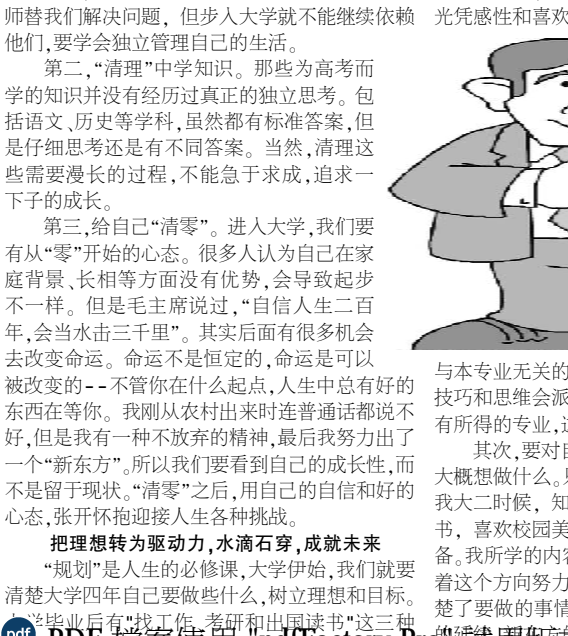 师替我们解决问题，但步入大学就不能继续依赖
他们,要学会独立管理自己的生活。
第二,“清理”中学知识。那些为高考而
学的知识并没有经历过真正的独立思考。包
括语文、历史等学科,虽然都有标准答案,但
是仔细思考还是有不同答案。当然,清理这
些需要漫长的过程,不能急于求成,追求一
下子的成长。
第三,给自己“清零”。进入大学,我们要
有从“零”开始的心态。很多人认为自己在家
庭背景、长相等方面没有优势,会导致起步
不一样。但是毛主席说过,“自信人生二百
年,会当水击三千里”。其实后面有很多机会
去改变命运。命运不是恒定的,命运是可以
被改变的--不管你在什么起点,人生中总有好的
东西在等你。我刚从农村出来时连普通话都说不
好,但是我有一种不放弃的精神,最后我努力出了
一个“新东方”。所以我们要看到自己的成长性,而
不是留于现状。“清零”之后,用自己的自信和好的
心态,张开怀抱迎接人生各种挑战。
把理想转为驱动力,水滴石穿,成就未来
“规划”是人生的必修课,大学伊始,我们就要
清楚大学四年自己要做些什么,树立理想和目标。
毕业后有"找工作、考研和出国读书"这三种
光凭感性和喜欢
与本专业无关的
技巧和思维会派
有所得的专业,这
其次,要对自
大概想做什么。
我大二时候，知
书，喜欢校园美
备。我所学的内容
着这个方向努力
楚了要做的事情
pdf